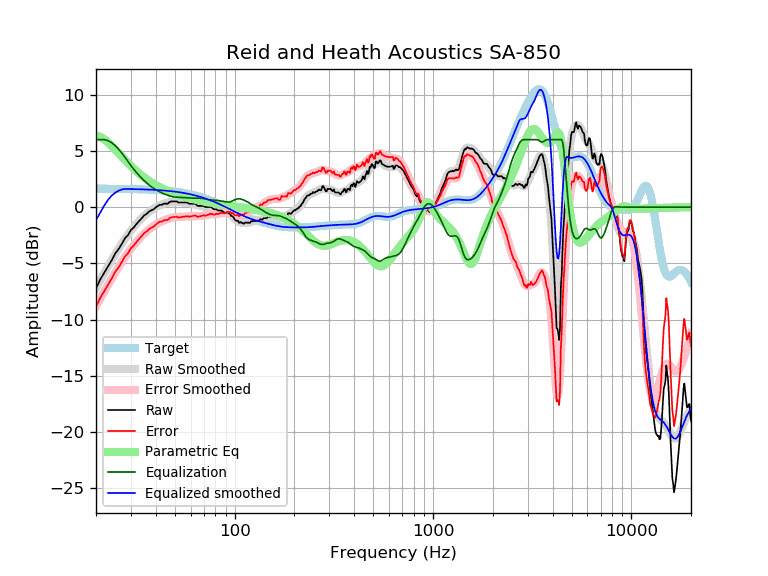 Reid and Heath Acoustics SA-850
10
5
0
−5
−10
−15
−20
−25
Amplitude (dBr)
Target
Raw Smoothed
Error Smoothed
Raw
Error
Parametric Eq
Equalization
Equalized smoothed
100
1000
10000
Frequency (Hz)